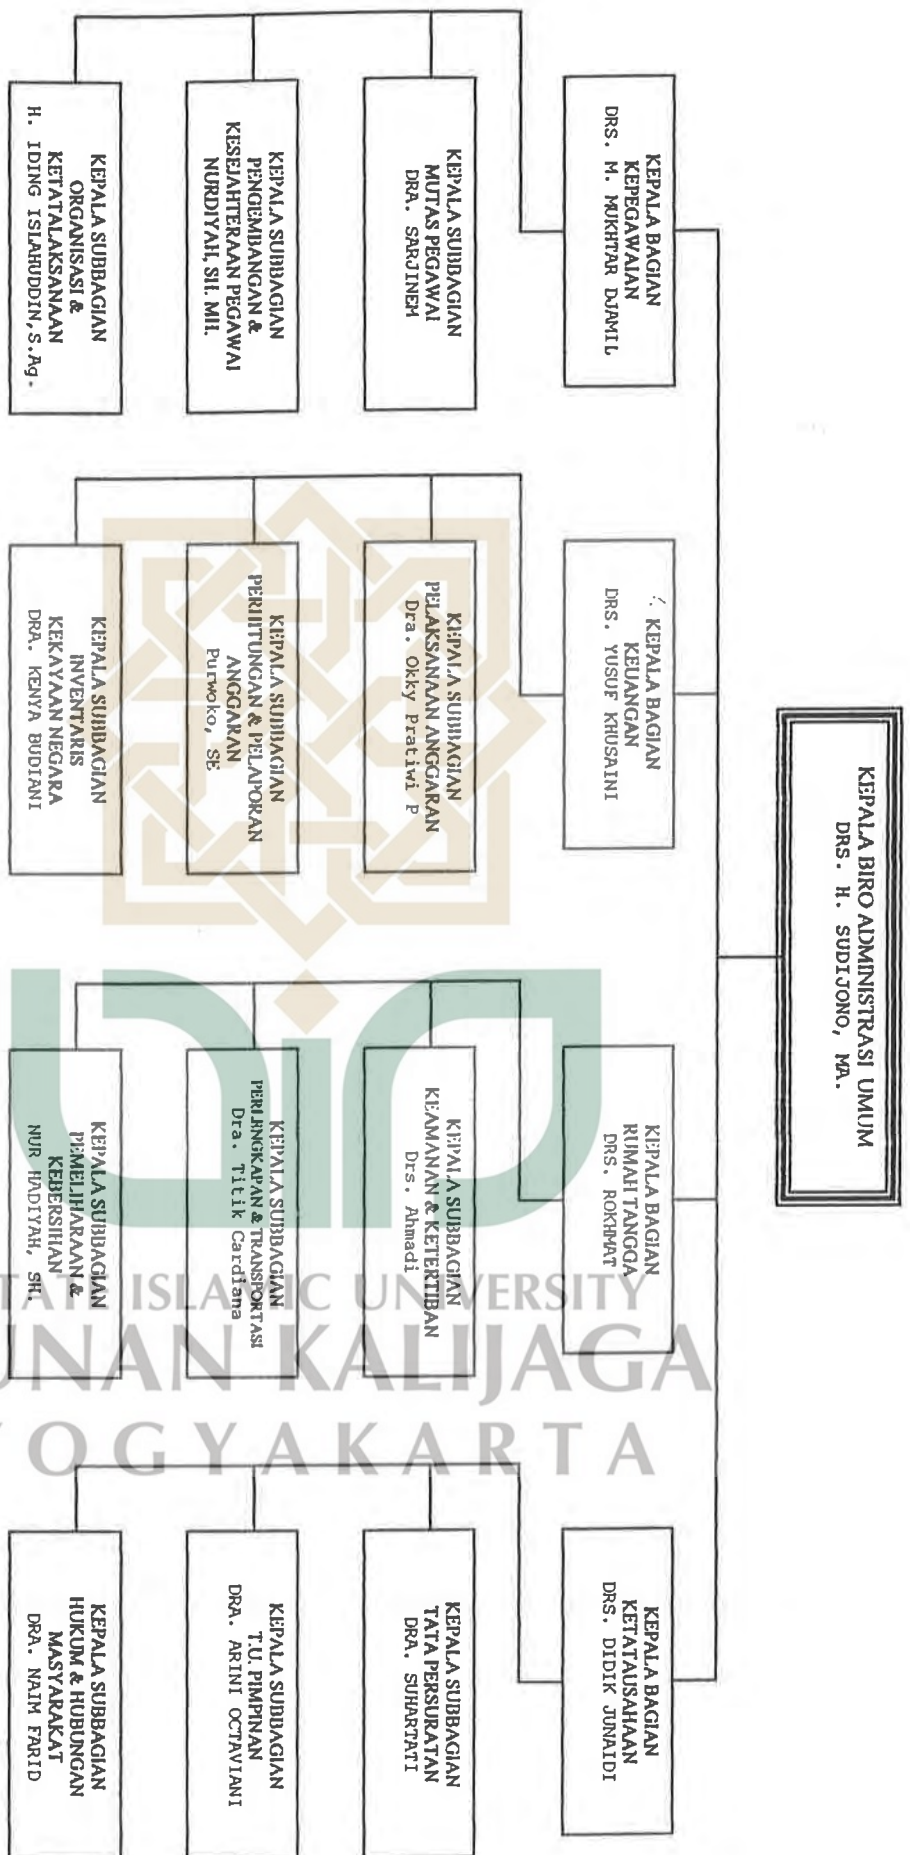 KEPALA BIRO ADMINISTRASI UMUM
DRS. H. SUDIJONO, MA.
KEPALA BAGIAN
KEPEGAWAIAN
DRS. M. MUKHTAR DJAMIL
KEPALA SUBBAGIAN
MUTAS PEGAWAI
DRA. SARJINEM
KEPALA SUBBAGIAN
PENGEMBANGAN &
KESEJAHTERAAN PEGAWAI
NURDIYAH, SH. MH.
KEPALA SUBBAGIAN
ORGANISASI &
KETATALAKSANAAN
H. IDING ISLAHUDDIN, S.Ag.
KEPALA BAGIAN
KEUANGAN
DRS. YUSUF KHUSAINI
KEPALA SUBBAGIAN
PELAKSANAAN ANGGARAN
Dra. Okky Pratiwi P
KEPALA SUBBAGIAN
PERHITUNGAN & PELAPORAN
ANGGARAN
Purwoko, SE
KEPALA SUBBAGIAN
INVENTARIS
KEKAYAAN NEGARA
DRA. KENYA BUDIANI
KEPALA BAGIAN
RUMAH TANGGA
DRS. ROKHMAT
KEPALA SUBBAGIAN
KEAMANAN & KETERTIBAN
Drs. Ahmadi
KEPALA SUBBAGIAN
PERLENGKAPAN & TRANSPORTASI
Dra. Titik Cardiana
KEPALA SUBBAGIAN
PEMELIHARAAN &
KEBERSIHAN
NUR HADIYAH, SH.
KEPALA BAGIAN
KETATAUSAHAAN
DRS. DIDIK JUNAIDI
KEPALA SUBBAGIAN
TATA PERSURATAN
DRA. SUHARTATI
KEPALA SUBBAGIAN
T.U. PIMPINAN
DRA. ARINI OCTAVIANI
KEPALA SUBBAGIAN
HUKUM & HUBUNGAN
MASYARAKAT
DRA. NAIM FARID
TATE ISLAMIC UNIVERSITY
UNAN KALIJAGA
YOGYAKARTA